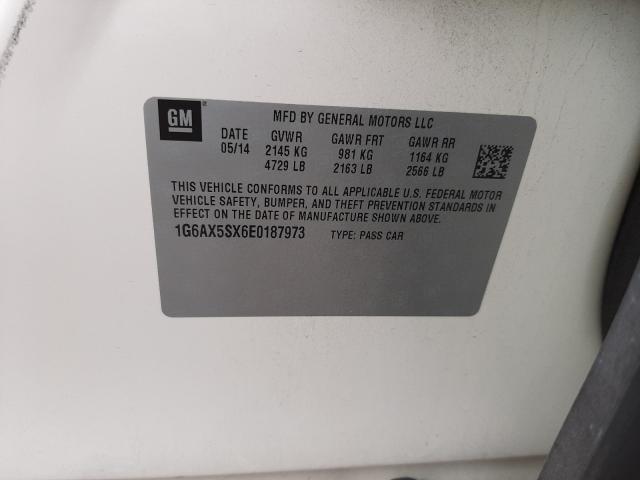 GM
MFD BY GENERAL MOTORS LLC
DATE GVWR GAWR FRT GAWR RR
05/14 2145 KG 981 KG 1164 KG
4729 LB 2163 LB 2566 LB
THIS VEHICLE CONFORMS TO ALL APPLICABLE U.S. FEDERAL MOTOR
VEHICLE SAFETY, BUMPER, AND THEFT PREVENTION STANDARDS IN
EFFECT ON THE DATE OF MANUFACTURE SHOWN ABOVE.
1G6AX5SX6E0187973 TYPE: PASS CAR